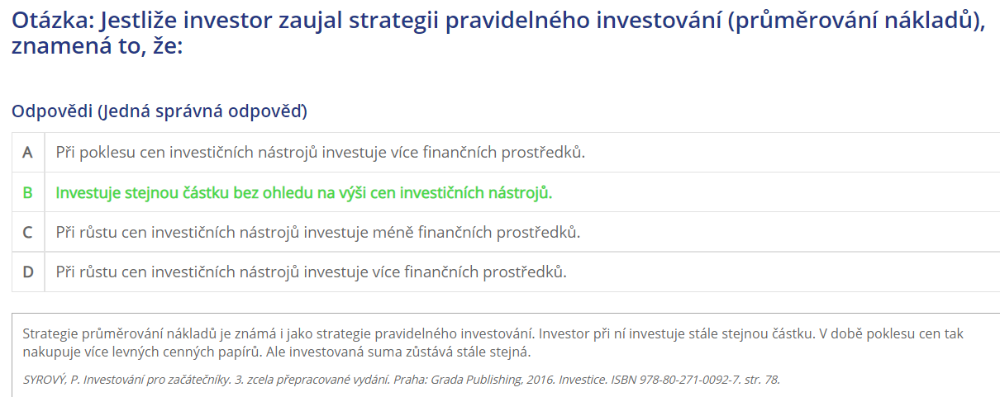 Otázka: Jestliže investor zaujal strategii pravidelného investování (průměrování nákladů),
znamená to, že:
Odpovědi (Jedná správná odpověď)
A Při poklesu cen investičních nástrojů investuje více finančních prostředků.
B Investuje stejnou částku bez ohledu na výši cen investičních nástrojů.
C Při růstu cen investičních nástrojů investuje méně finančních prostředků.
D Při růstu cen investičních nástrojů investuje více finančních prostředků.
Strategie průměrování nákladů je známá i jako strategie pravidelného investování. Investor při ní investuje stále stejnou částku. V době poklesu cen tak
nakupuje více levných cenných papírů. Ale investovaná suma zůstává stále stejná.
SYROVÝ, P. Investování pro začátečníky. 3. zcela přepracované vydání. Praha: Grada Publishing, 2016. Investice. ISBN 978-80-271-0092-7. str. 78.